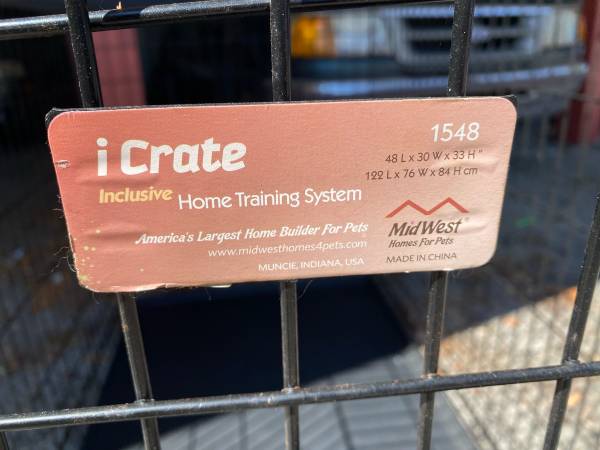 i Crate
Inclusive Home Training System
America's Largest Home Builder For Pets
www.midwesthomes4pets.com
MUNCIE, INDIANA, USA
1548
48 L x 30 W x 33 H "
122 L x 76 W x 84 H cm
MidWest
Homes For Pets
MADE IN CHINA